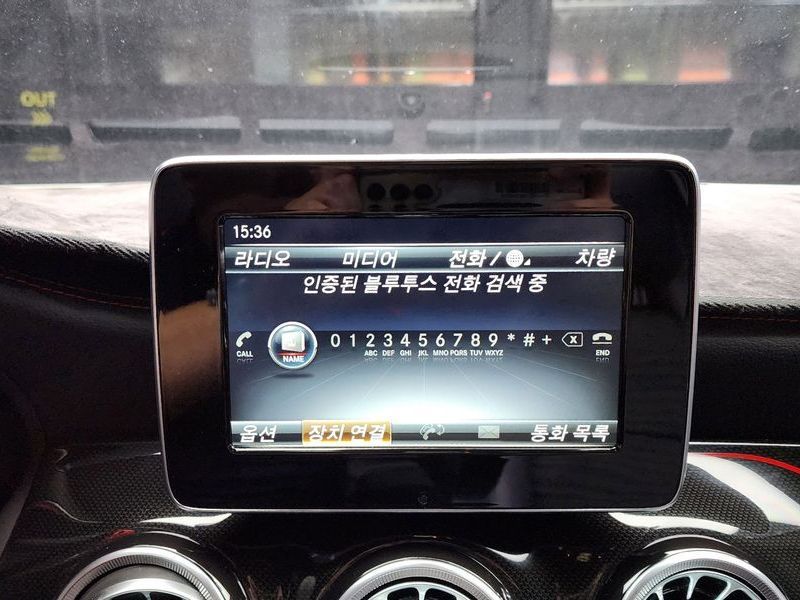 OUT
15:36
라디오 미디어 전화 / 차량
인증된 블루투스 전화 검색 중
CALL NAME 0 1 2 3 4 5 6 7 8 9 * # + X END
ABC DEF GHI JKL MNO PQRS TUV WXYZ
옵션 장치 연결 통화 목록